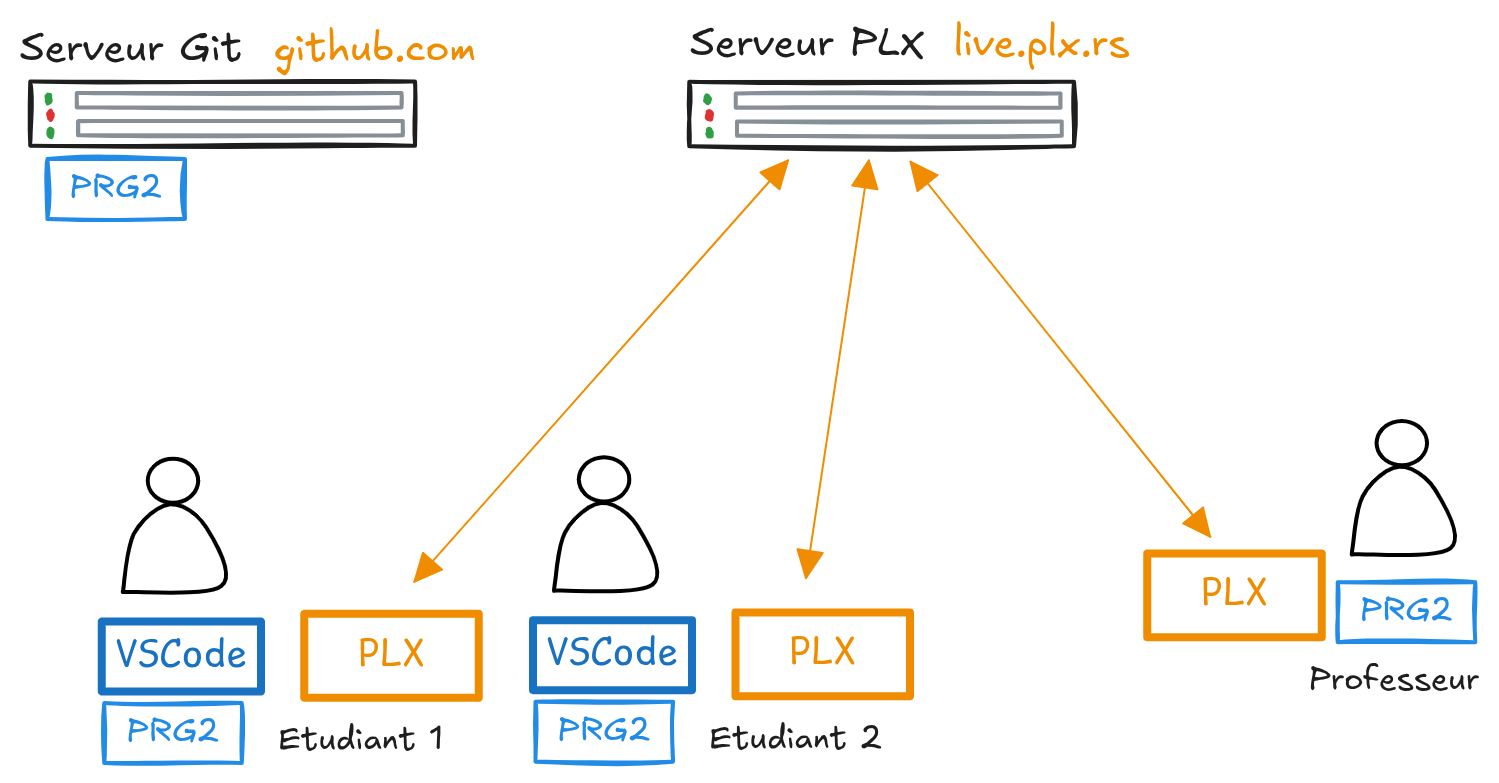 Serveur Git github.com
Serveur PLX live.plx.rs
PRG2
VSCode
PRG2
PLX
Etudiant 1
VSCode
PRG2
PLX
Etudiant 2
PLX
PRG2
Professeur